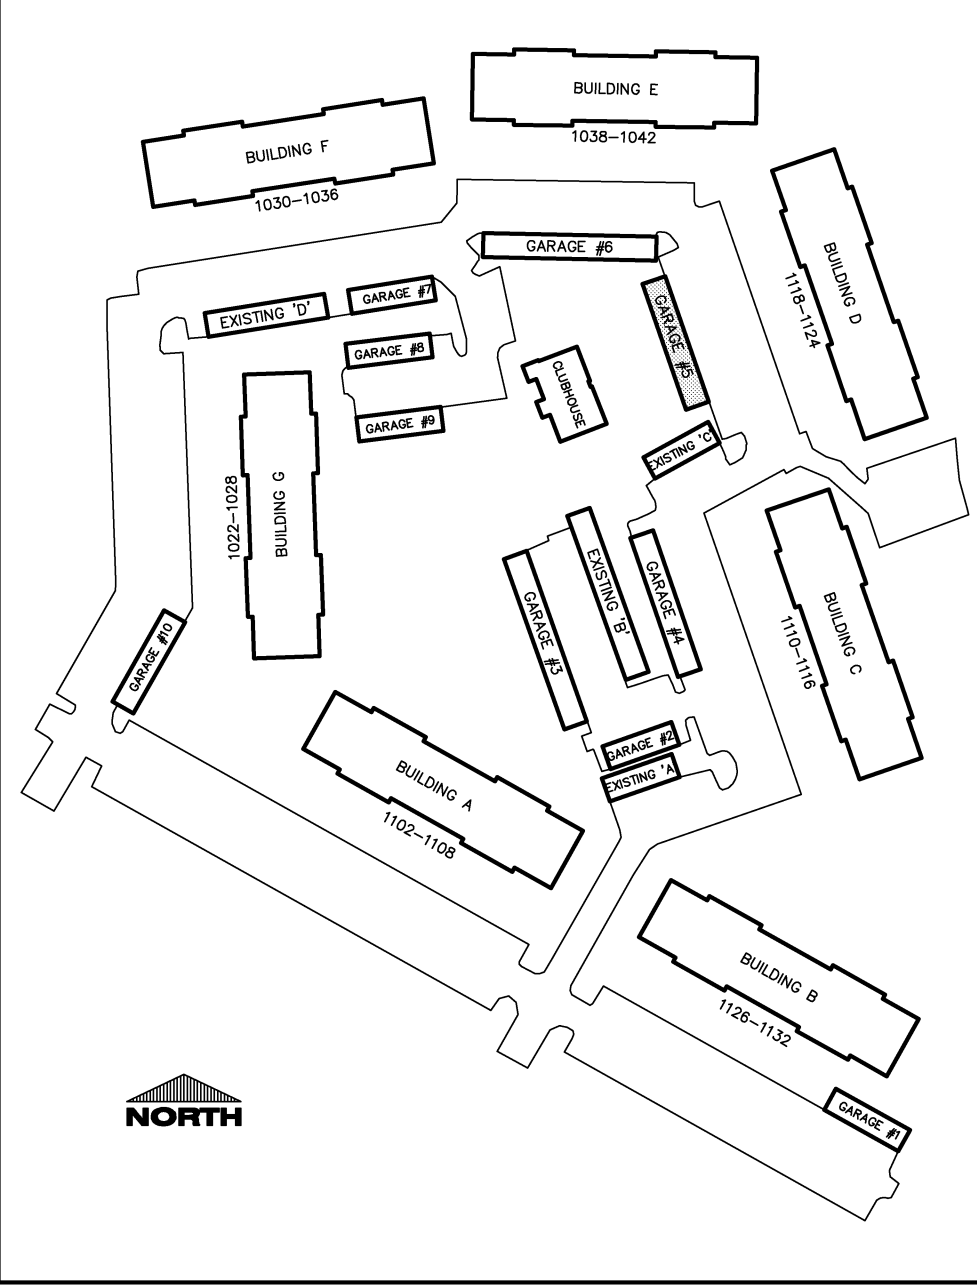 BUILDING E
1038-1042
BUILDING F
1030-1036
GARAGE #6
BUILDING D
1118-1124
GARAGE #7
EXISTING 'D'
GARAGE #5
GARAGE #8
CLUBHOUSE
GARAGE #9
EXISTING 'C'
BUILDING G
1022-1028
EXISTING 'B'
GARAGE #4
GARAGE #3
BUILDING C
1110-1116
GARAGE #10
GARAGE #2
EXISTING 'A
BUILDING A
1102-1108
BUILDING B
1126-1132
GARAGE #1
NORTH